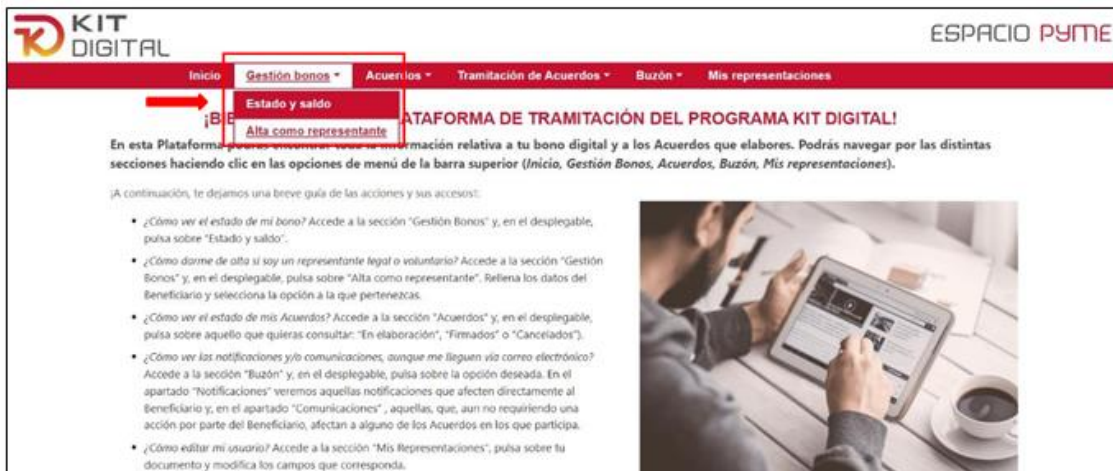 KIT
DIGITAL
ESPACIO PYME
Inicio
Gestión bonos
Acuerdos
Tramitación de Acuerdos
Buzón
Mis representaciones
Estado y saldo
Alta como representante
¡B ATAFORMA DE TRAMITACIÓN DEL PROGRAMA KIT DIGITAL!
En esta Plataforma podrás encontrar toda la información relativa a tu bono digital y a los Acuerdos que elabores. Podrás navegar por las distintas
secciones haciendo clic en las opciones de menú de la barra superior (Inicio, Gestión Bonos, Acuerdos, Buzón, Mis representaciones).
¡A continuación, te dejamos una breve guía de las acciones y sus accesos!:
• ¿Cómo ver el estado de mi bono? Accede a la sección "Gestión Bonos" y, en el desplegable,
pulsa sobre "Estado y saldo".
• ¿Cómo darme de alta si soy un representante legal o voluntario? Accede a la sección "Gestión
Bonos" y, en el desplegable, pulsa sobre "Alta como representante". Rellena los datos del
Beneficiario y selecciona la opción a la que pertenezcas.
• ¿Cómo ver el estado de mis Acuerdos? Accede a la sección "Acuerdos" y, en el desplegable,
pulsa sobre aquello que quieras consultar: "En elaboración", "Firmados" o "Cancelados").
• ¿Cómo ver las notificaciones y/o comunicaciones, aunque me lleguen vía correo electrónico?
Accede a la sección "Buzón" y, en el desplegable, pulsa sobre la opción deseada. En el
apartado "Notificaciones" veremos aquellas notificaciones que afecten directamente al
Beneficiario y, en el apartado "Comunicaciones" , aquellas, que, aun no requiriendo una
acción por parte del Beneficiario, afectan a alguno de los Acuerdos en los que participa.
• ¿Cómo editar mi usuario? Accede a la sección "Mis Representaciones", pulsa sobre tu
documento y modifica los campos que corresponda.